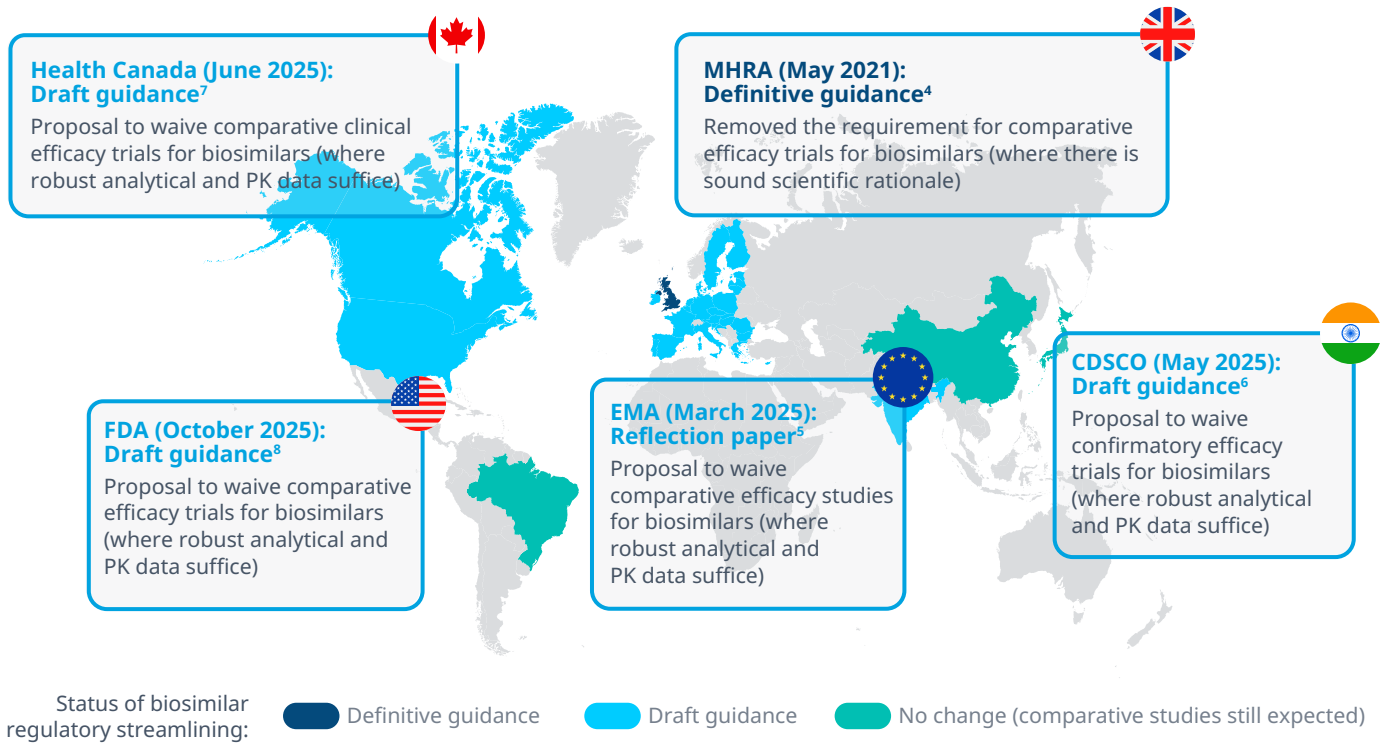 Health Canada (June 2025):
Draft guidance⁷
Proposal to waive comparative clinical
efficacy trials for biosimilars (where
robust analytical and PK data suffice)
MHRA (May 2021):
Definitive guidance⁴
Removed the requirement for comparative
efficacy trials for biosimilars (where there is
sound scientific rationale)
FDA (October 2025):
Draft guidance⁸
Proposal to waive comparative
efficacy trials for biosimilars
(where robust analytical and
PK data suffice)
EMA (March 2025):
Reflection paper⁵
Proposal to waive
comparative efficacy studies
for biosimilars (where
robust analytical and
PK data suffice)
CDSCO (May 2025):
Draft guidance⁶
Proposal to waive
confirmatory efficacy
trials for biosimilars
(where robust analytical
and PK data suffice)
Status of biosimilar
regulatory streamlining:
Definitive guidance
Draft guidance
No change (comparative studies still expected)